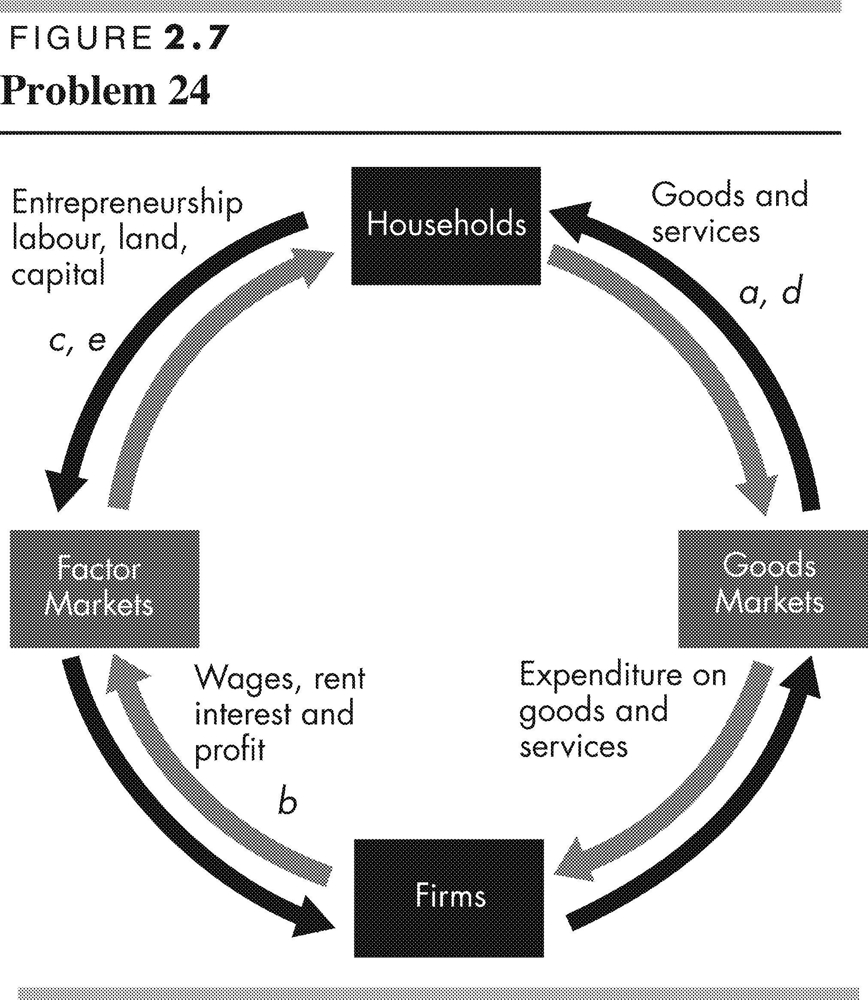 FIGURE 2.7
Problem 24
Households
Entrepreneurship
labour, land,
capital
Goods and
services
a, d
c, e
Factor
Markets
Goods
Markets
Wages, rent
interest and
profit
Expenditure on
goods and
services
b
Firms